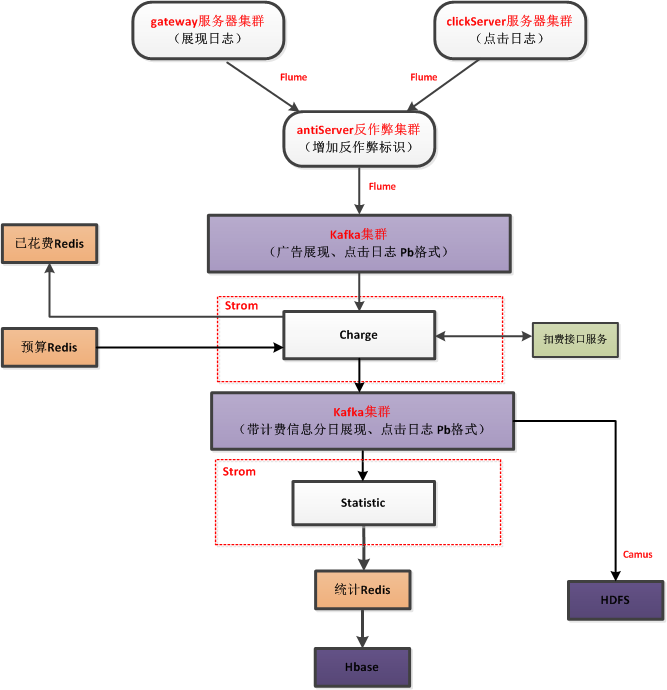 gateway服务器集群
（展现日志）
clickServer服务器集群
（点击日志）
Flume
Flume
antiServer反作弊集群
（增加反作弊标识）
Flume
已花费Redis
Kafka集群
（广告展现、点击日志 Pb格式）
Strom
Charge
预算Redis
扣费接口服务
Kafka集群
（带计费信息分日展现、点击日志 Pb格式）
Strom
Statistic
Camus
统计Redis
HDFS
Hbase